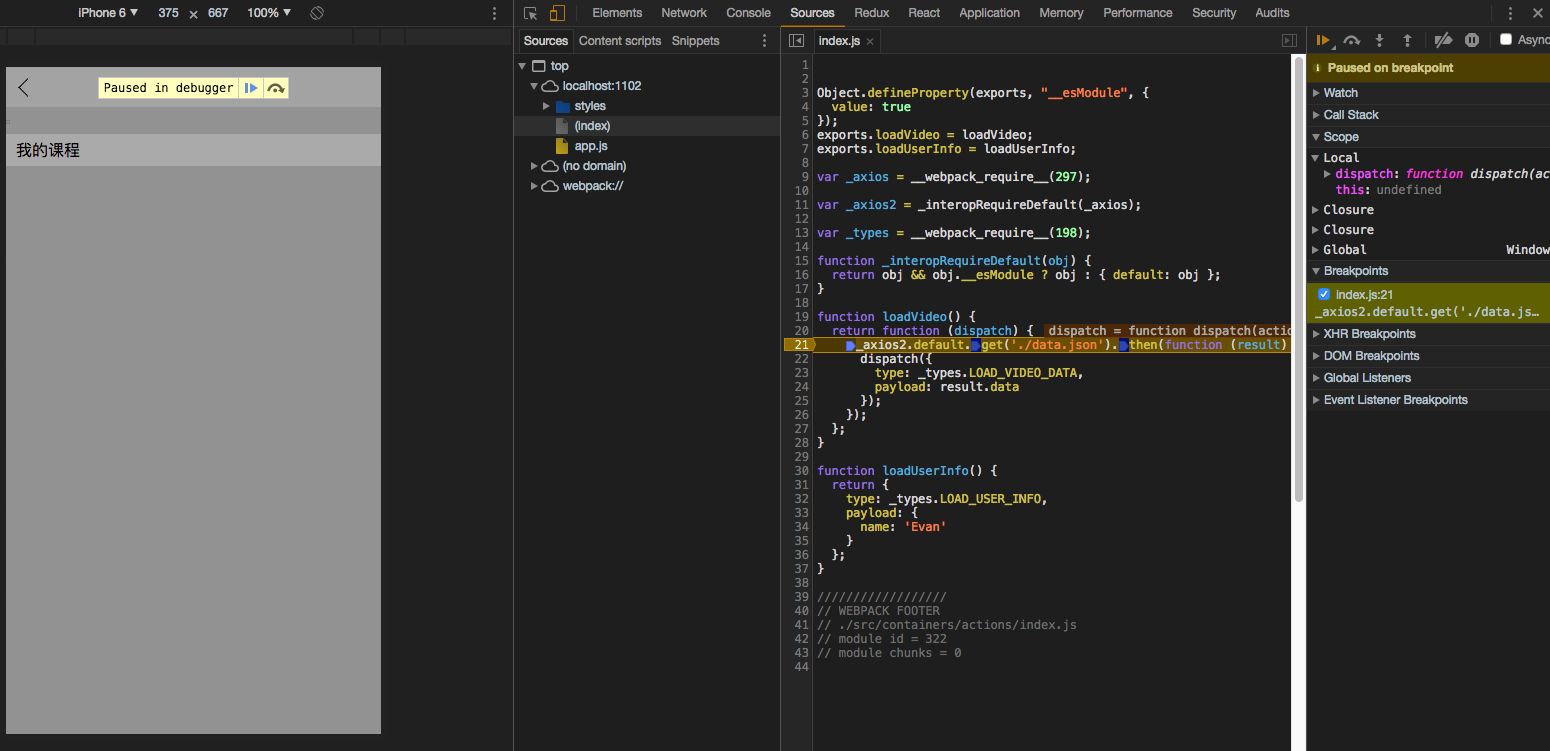 iPhone 6 ▼ 375 x 667 100% ▼
Elements Network Console Sources Redux React Application Memory Performance Security Audits
Paused in debugger
我的课程
Sources Content scripts Snippets
top
localhost:1102
styles
(index)
app.js
(no domain)
webpack://
index.js ×
1
2
3 Object.defineProperty(exports, "__esModule", {
4 value: true
5 });
6 exports.loadVideo = loadVideo;
7 exports.loadUserInfo = loadUserInfo;
8
9 var _axios = __webpack_require__(297);
10
11 var _axios2 = _interopRequireDefault(_axios);
12
13 var _types = __webpack_require__(198);
14
15 function _interopRequireDefault(obj) {
16 return obj && obj.__esModule ? obj : { default: obj };
17 }
18
19 function loadVideo() {
20 return function (dispatch) { dispatch = function dispatch(actio
21 _axios2.default.get('./data.json').then(function (result)
22 dispatch({
23 type: _types.LOAD_VIDEO_DATA,
24 payload: result.data
25 });
26 });
27 };
28 }
29
30 function loadUserInfo() {
31 return {
32 type: _types.LOAD_USER_INFO,
33 payload: {
34 name: 'Evan'
35 }
36 };
37 }
38
39 //////////////////
40 // WEBPACK FOOTER
41 // ./src/containers/actions/index.js
42 // module id = 322
43 // module chunks = 0
44
Async
Paused on breakpoint
Watch
Call Stack
Scope
Local
dispatch: function dispatch(ac
this: undefined
Closure
Closure
Global Window
Breakpoints
index.js:21
_axios2.default.get('./data.js…
XHR Breakpoints
DOM Breakpoints
Global Listeners
Event Listener Breakpoints